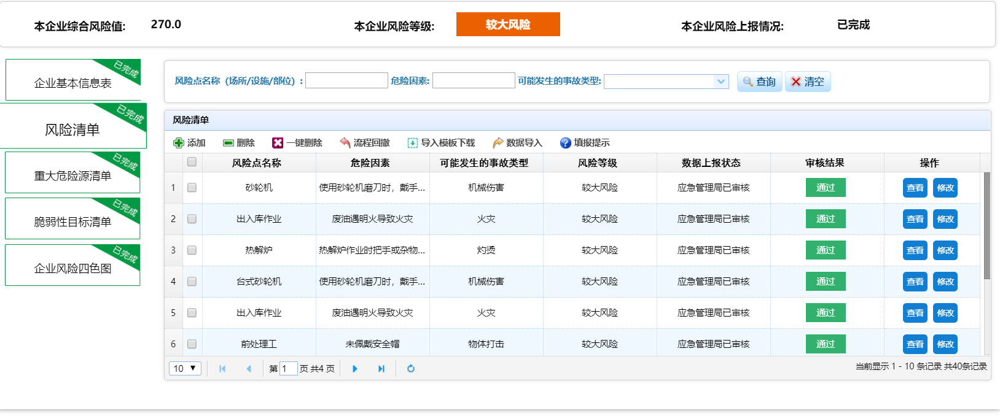 本企业综合风险值: 270.0 本企业风险等级: 较大风险 本企业风险上报情况: 已完成
企业基本信息表 已完成
风险清单 已完成
重大危险源清单 已完成
脆弱性目标清单 已完成
企业风险四色图 已完成
风险点名称（场所/设施/部位）: 危险因素: 可能发生的事故类型: 查询 清空
风险清单
添加 删除 一键删除 流程回撤 导入模板下载 数据导入 填报提示
风险点名称 危险因素 可能发生的事故类型 风险等级 数据上报状态 审核结果 操作
1 砂轮机 使用砂轮机磨刀时，戴手... 机械伤害 较大风险 应急管理局已审核 通过 查看 修改
2 出入库作业 废油遇明火导致火灾 火灾 较大风险 应急管理局已审核 通过 查看 修改
3 热解炉 热解炉作业时把手或杂物... 灼烫 较大风险 应急管理局已审核 通过 查看 修改
4 台式砂轮机 使用砂轮机磨刀时，戴手... 机械伤害 较大风险 应急管理局已审核 通过 查看 修改
5 出入库作业 废油遇明火导致火灾 火灾 较大风险 应急管理局已审核 通过 查看 修改
6 前处理工 未佩戴安全帽 物体打击 较大风险 应急管理局已审核 通过 查看 修改
10 第 1 页 共4 页 当前显示 1 - 10 条记录 共40条记录